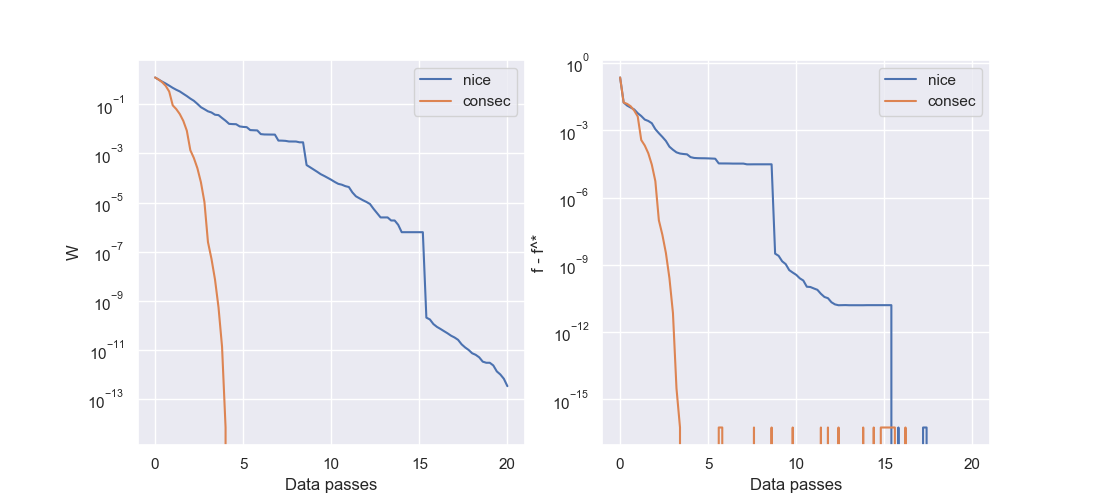 nice
consec
10⁻¹
10⁻³
10⁻⁵
10⁻⁷
10⁻⁹
10⁻¹¹
10⁻¹³
W
0 5 10 15 20
Data passes
nice
consec
10⁰
10⁻³
10⁻⁶
10⁻⁹
10⁻¹²
10⁻¹⁵
f - f^*
0 5 10 15 20
Data passes